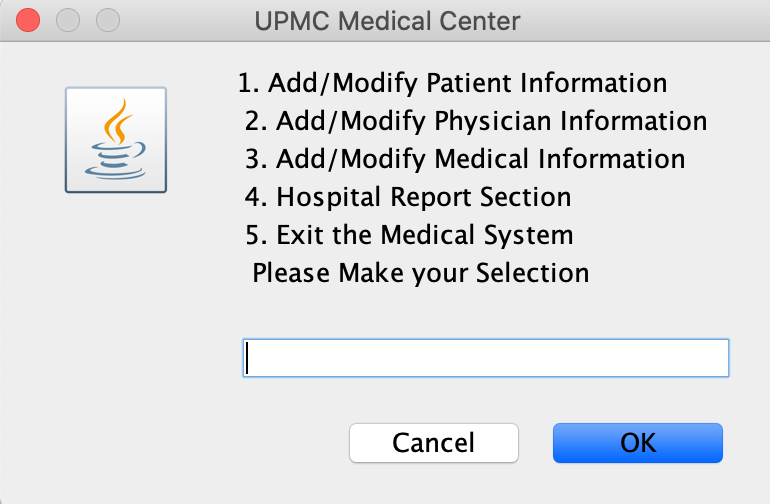 UPMC Medical Center
1. Add/Modify Patient Information
2. Add/Modify Physician Information
3. Add/Modify Medical Information
4. Hospital Report Section
5. Exit the Medical System
Please Make your Selection
Cancel
OK